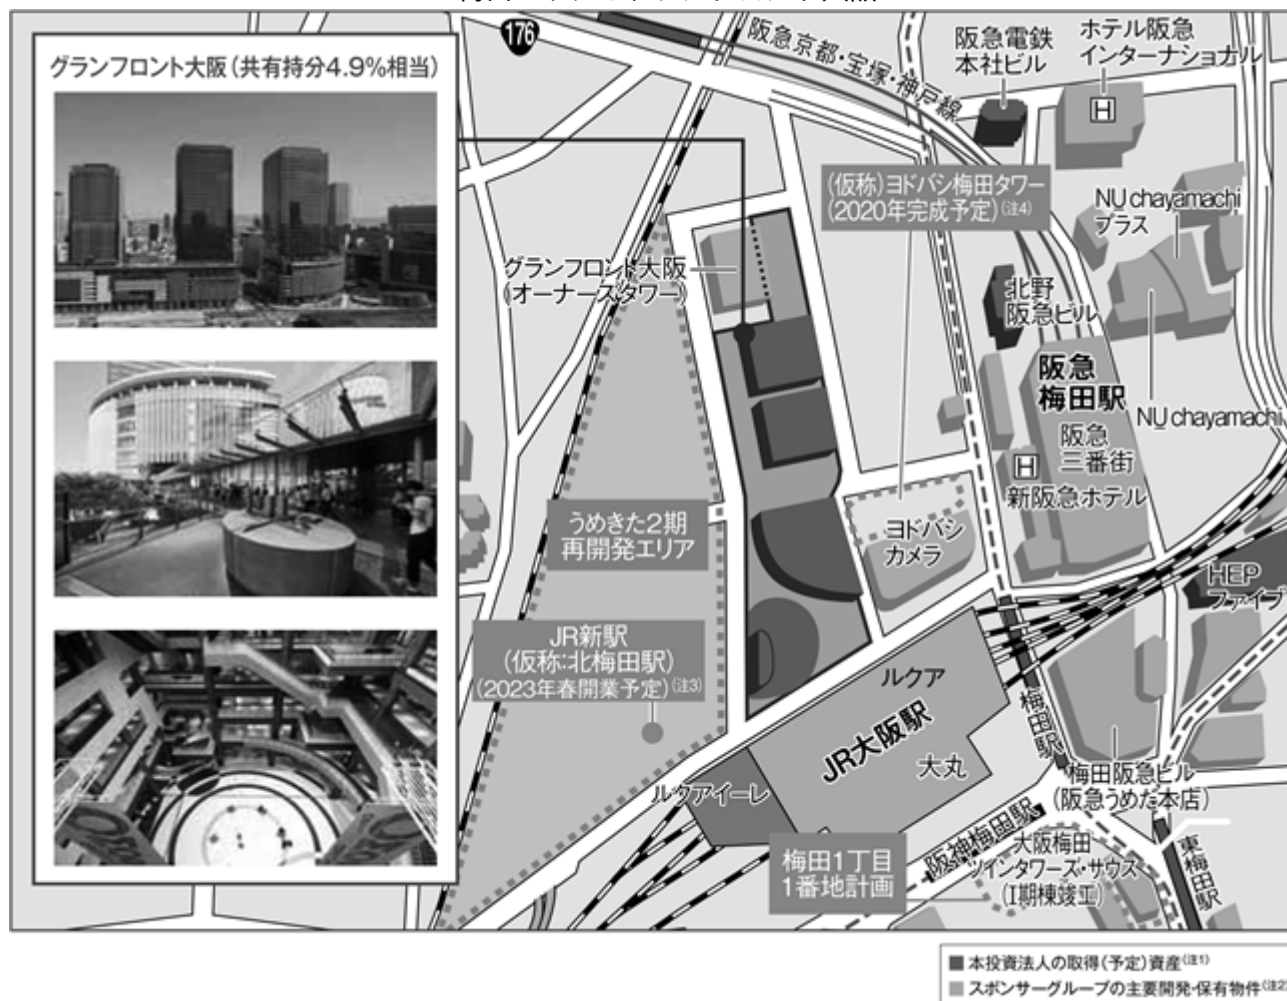 グランフロント大阪(共有持分4.9%相当)
176
阪急京都・宝塚・神戸線
阪急電鉄
本社ビル
ホテル阪急
インターナショナル
H
(仮称)ヨドバシ梅田タワー
(2020年完成予定)(注4)
NU chayamachi
プラス
グランフロント大阪
(オーナーズタワー)
北野
阪急ビル
阪急
梅田駅
NU chayamachi
阪急
三番街
H
新阪急ホテル
うめきた2期
再開発エリア
ヨドバシ
カメラ
HEP
ファイブ
JR新駅
(仮称:北梅田駅)
(2023年春開業予定)(注3)
ルクア
JR大阪駅
大丸
梅田駅
ルクアイーレ
梅田阪急ビル
(阪急うめだ本店)
阪神梅田駅
梅田1丁目
1番地計画
大阪梅田
ツインタワーズ・サウス
(Ⅰ期棟竣工)
東梅田駅
■ 本投資法人の取得(予定)資産(注1)
■ スポンサーグループの主要開発・保有物件(注2)